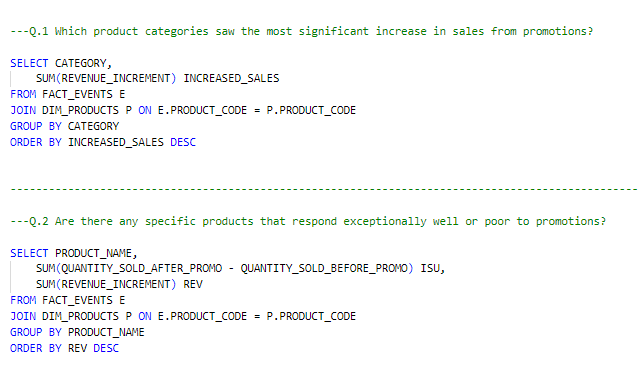 ---Q.1 Which product categories saw the most significant increase in sales from promotions?
SELECT CATEGORY,
SUM(REVENUE_INCREMENT) INCREASED_SALES
FROM FACT_EVENTS E
JOIN DIM_PRODUCTS P ON E.PRODUCT_CODE = P.PRODUCT_CODE
GROUP BY CATEGORY
ORDER BY INCREASED_SALES DESC
--------------------------------------------------------------------------------------------------
---Q.2 Are there any specific products that respond exceptionally well or poor to promotions?
SELECT PRODUCT_NAME,
SUM(QUANTITY_SOLD_AFTER_PROMO - QUANTITY_SOLD_BEFORE_PROMO) ISU,
SUM(REVENUE_INCREMENT) REV
FROM FACT_EVENTS E
JOIN DIM_PRODUCTS P ON E.PRODUCT_CODE = P.PRODUCT_CODE
GROUP BY PRODUCT_NAME
ORDER BY REV DESC